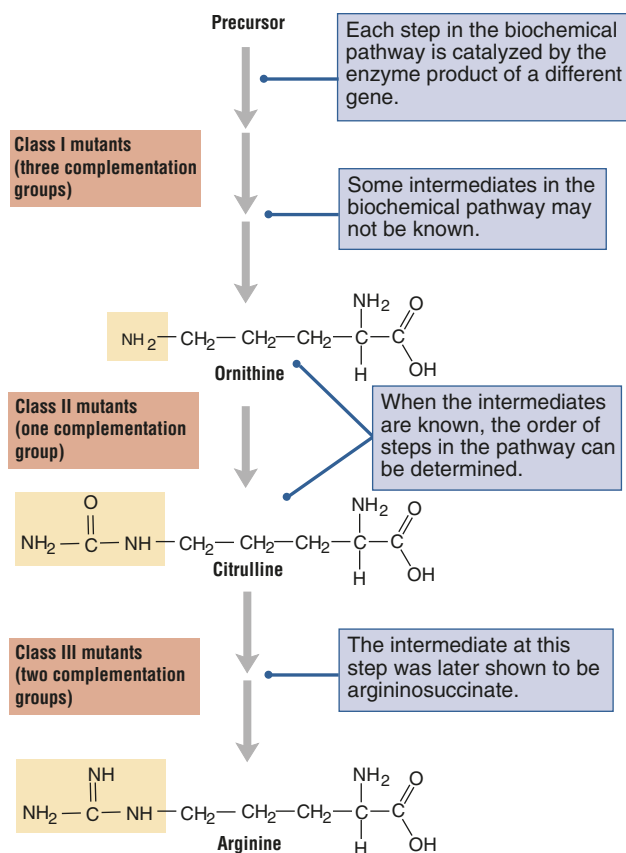 Precursor
Each step in the biochemical
pathway is catalyzed by the
enzyme product of a different
gene.
Class I mutants
(three complementation
groups)
Some intermediates in the
biochemical pathway may
not be known.
NH2 O
NH2 — CH2 — CH2 — CH2 — C — C
H OH
Ornithine
Class II mutants
(one complementation
group)
When the intermediates
are known, the order of
steps in the pathway can
be determined.
O NH2 O
NH2 — C — NH — CH2 — CH2 — CH2 — C — C
H OH
Citrulline
Class III mutants
(two complementation
groups)
The intermediate at this
step was later shown to be
argininosuccinate.
NH NH2 O
NH2 — C — NH — CH2 — CH2 — CH2 — C — C
H OH
Arginine